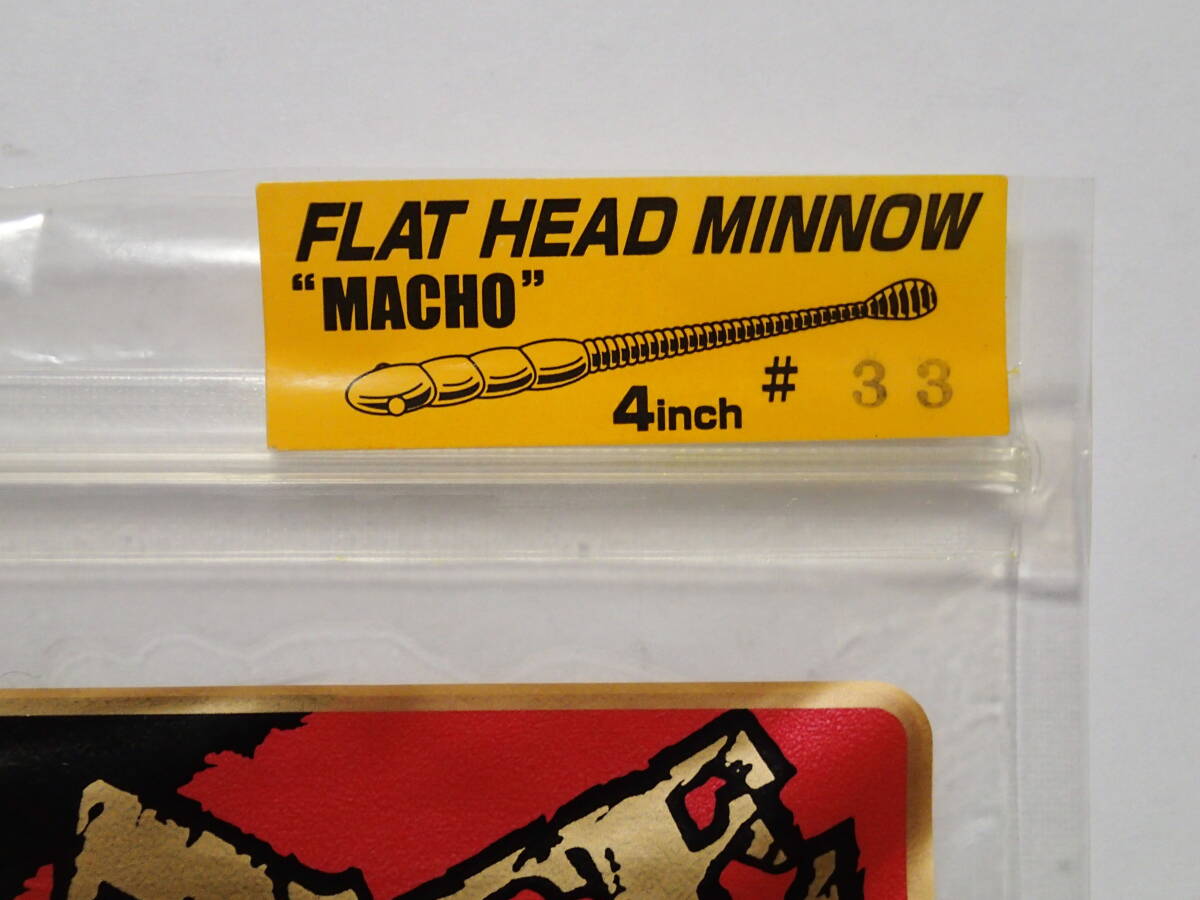 FLAT HEAD MINNOW
“MACHO”
4inch # 33